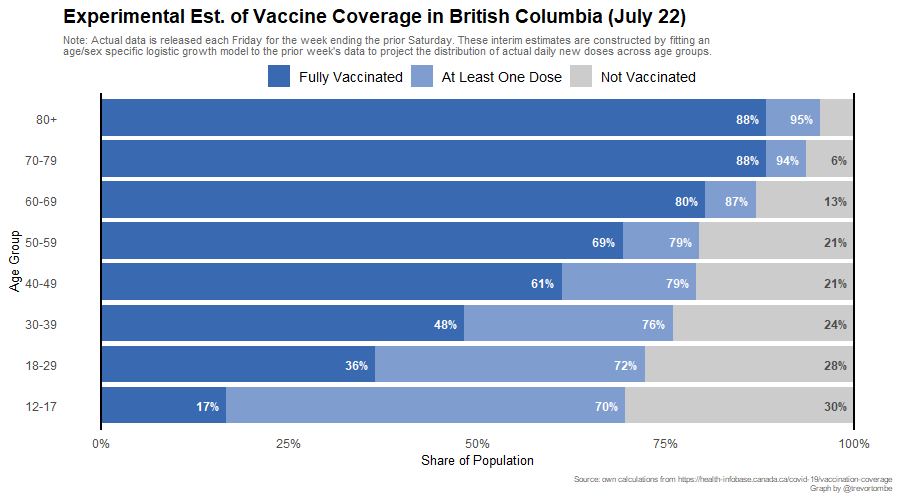 Experimental Est. of Vaccine Coverage in British Columbia (July 22)
Note: Actual data is released each Friday for the week ending the prior Saturday. These interim estimates are constructed by fitting an
age/sex specific logistic growth model to the prior week's data to project the distribution of actual daily new doses across age groups.
Fully Vaccinated At Least One Dose Not Vaccinated
Age Group
80+ 88% 95%
70-79 88% 94% 6%
60-69 80% 87% 13%
50-59 69% 79% 21%
40-49 61% 79% 21%
30-39 48% 76% 24%
18-29 36% 72% 28%
12-17 17% 70% 30%
0% 25% 50% 75% 100%
Share of Population
Source: own calculations from https://health-infobase.canada.ca/covid-19/vaccination-coverage
Graph by @trevortombe